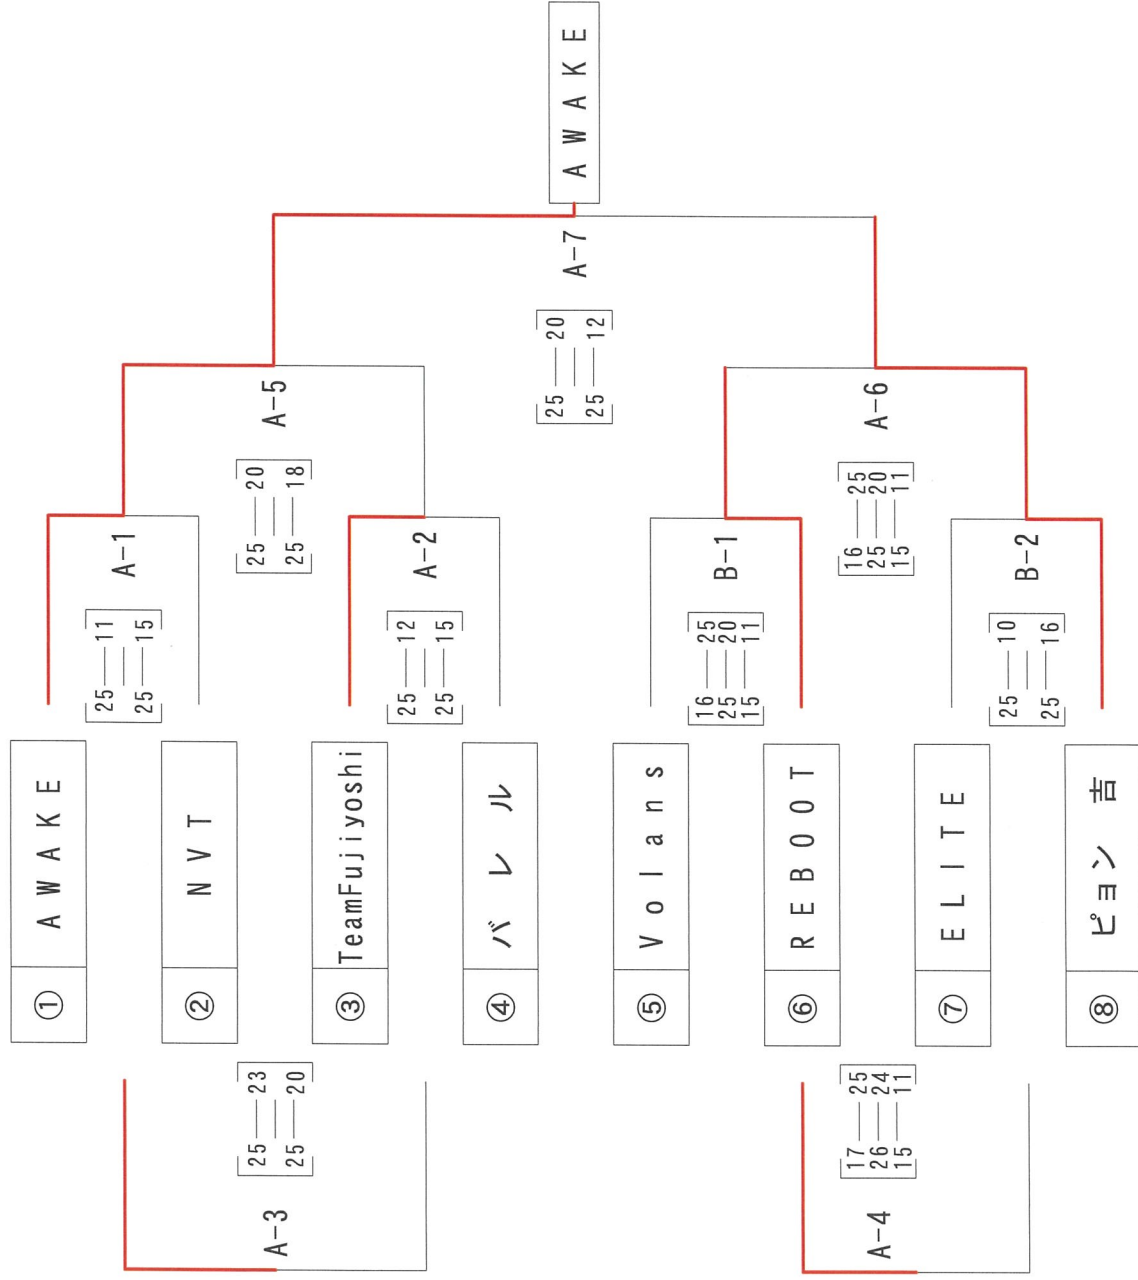 AWAKE
A-7
25―20
―
25―12
A-5
25―20
―
25―18
A-6
16―25
25―20
15―11
A-1
25―11
―
25―15
A-2
25―12
―
25―15
B-1
16―25
25―20
15―11
B-2
25―10
―
25―16
① AWAKE
② NVT
③ TeamFujiyoshi
④ バレル
⑤ Volans
⑥ REBOOT
⑦ ELITE
⑧ ピョン吉
25―23
―
25―20
A-3
17―25
26―24
15―11
A-4